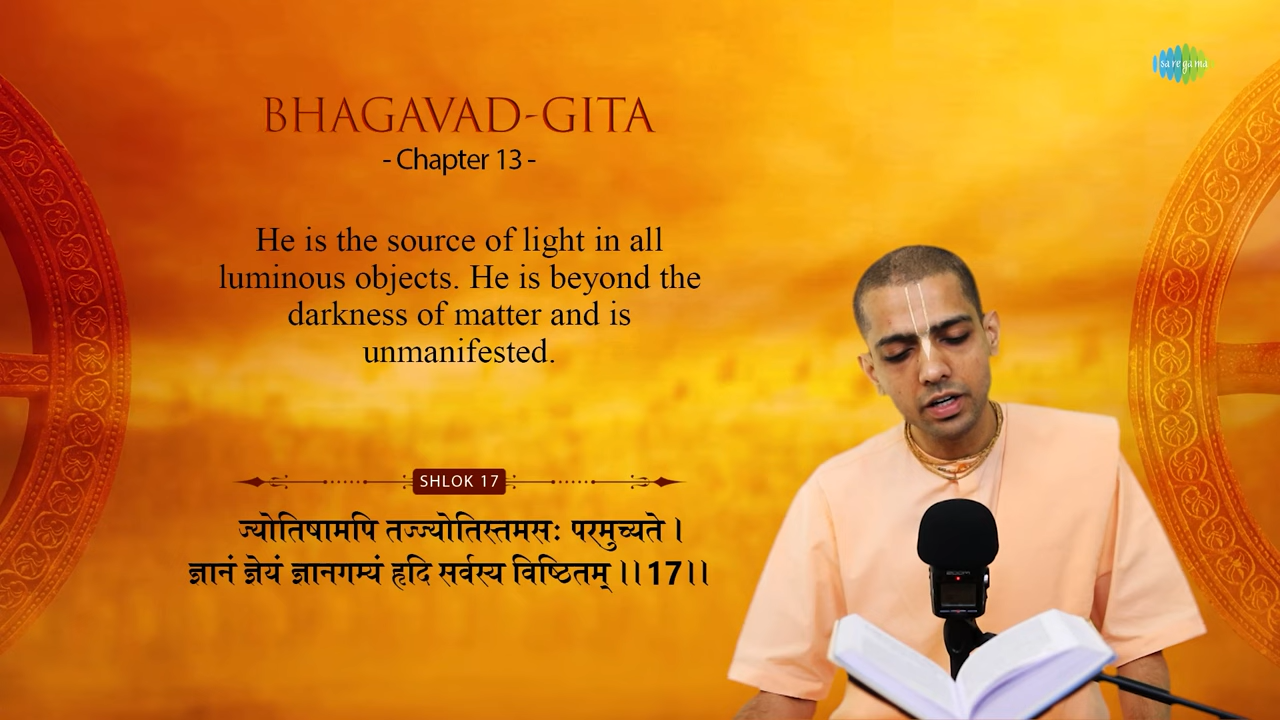 saregama
BHAGAVAD-GITA
- Chapter 13 -
He is the source of light in all
luminous objects. He is beyond the
darkness of matter and is
unmanifested.
SHLOK 17
ज्योतिषामपि तज्ज्योतिस्तमसः परमुच्यते ।
ज्ञानं ज्ञेयं ज्ञानगम्यं हृदि सर्वस्य विष्ठितम् ।।17।।
ZOOM